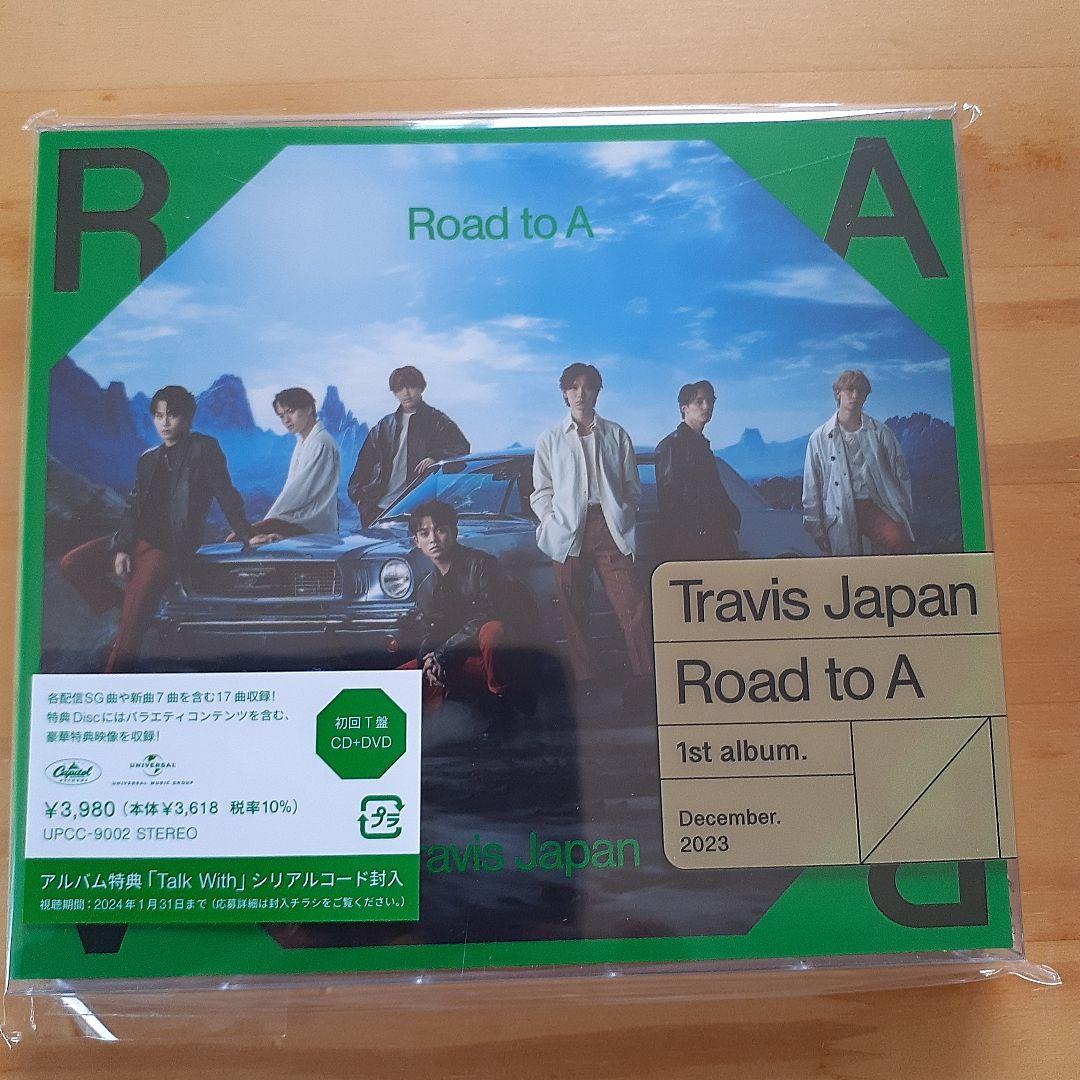 R A
Road to A
Travis Japan
Road to A
1st album.
December.
2023
各配信SG曲や新曲7曲を含む17曲収録!
特典Discにはバラエティコンテンツを含む、
豪華特典映像を収録!
初回T盤
CD+DVD
Capitol
RECORDS
UNIVERSAL
UNIVERSAL MUSIC GROUP
¥3,980(本体¥3,618 税率10%)
プラ
UPCC-9002 STEREO
ravis Japan
アルバム特典「Talk With」シリアルコード封入
視聴期間:2024年1月31日まで(応募詳細は封入チラシをご覧ください。)
A R